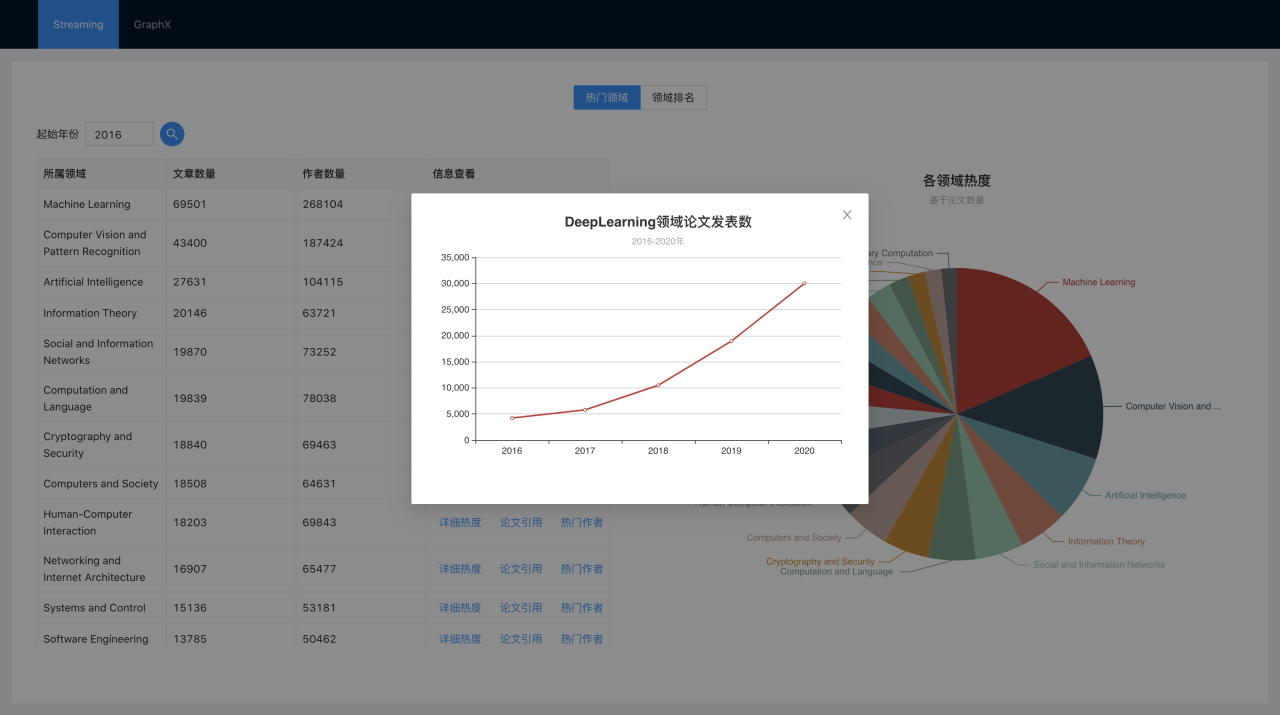 Streaming GraphX
热门领域 领域排名
起始年份 2016
所属领域 文章数量 作者数量 信息查看
Machine Learning 69501 268104
Computer Vision and
Pattern Recognition 43400 187424
Artificial Intelligence 27631 104115
Information Theory 20146 63721
Social and Information
Networks 19870 73252
Computation and
Language 19839 78038
Cryptography and
Security 18840 69463
Computers and Society 18508 64631
Human-Computer
Interaction 18203 69843 详细热度 论文引用 热门作者
Networking and
Internet Architecture 16907 65477 详细热度 论文引用 热门作者
Systems and Control 15136 53181 详细热度 论文引用 热门作者
Software Engineering 13785 50462 详细热度 论文引用 热门作者
DeepLearning领域论文发表数
2016-2020年
35,000
30,000
25,000
20,000
15,000
10,000
5,000
0
2016 2017 2018 2019 2020
各领域热度
基于论文数量
Computation
Machine Learning
Computer Vision and ...
Artificial Intelligence
Information Theory
Social and Information Networks
Computation and Language
Cryptography and Security
Computers and Society